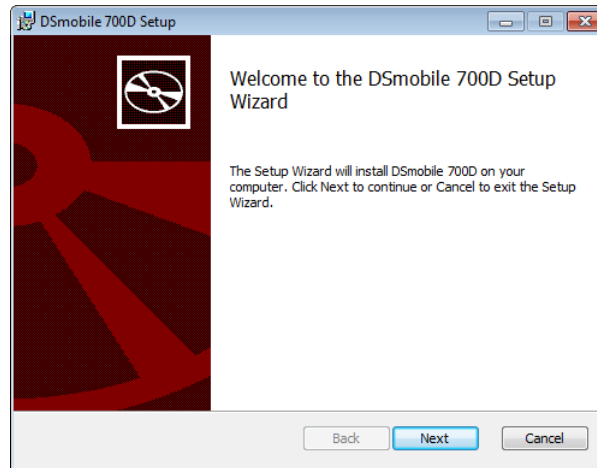 DSmobile 700D Setup
Welcome to the DSmobile 700D Setup
Wizard
The Setup Wizard will install DSmobile 700D on your
computer. Click Next to continue or Cancel to exit the Setup
Wizard.
Back Next Cancel